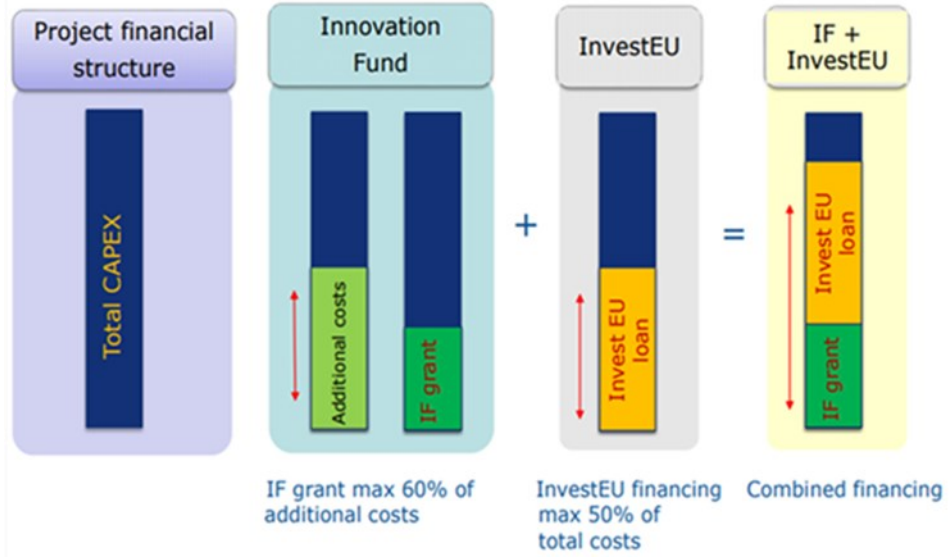 Project financial
structure
Innovation
Fund
InvestEU
IF +
InvestEU
Total CAPEX
Additional costs
IF grant
+
Invest EU
loan
=
Invest EU
loan
IF grant
IF grant max 60% of
additional costs
InvestEU financing
max 50% of
total costs
Combined financing